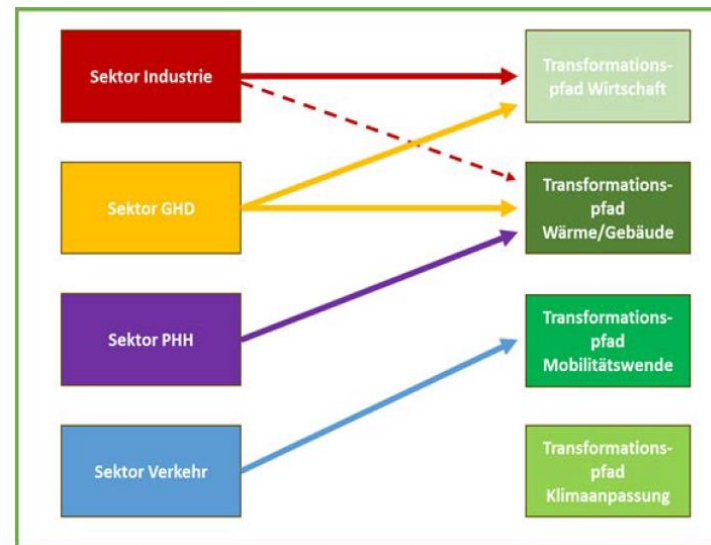 Sektor Industrie
Transformations-
pfad Wirtschaft
Sektor GHD
Transformations-
pfad
Wärme/Gebäude
Sektor PHH
Transformations-
pfad
Mobilitätswende
Sektor Verkehr
Transformations-
pfad
Klimaanpassung